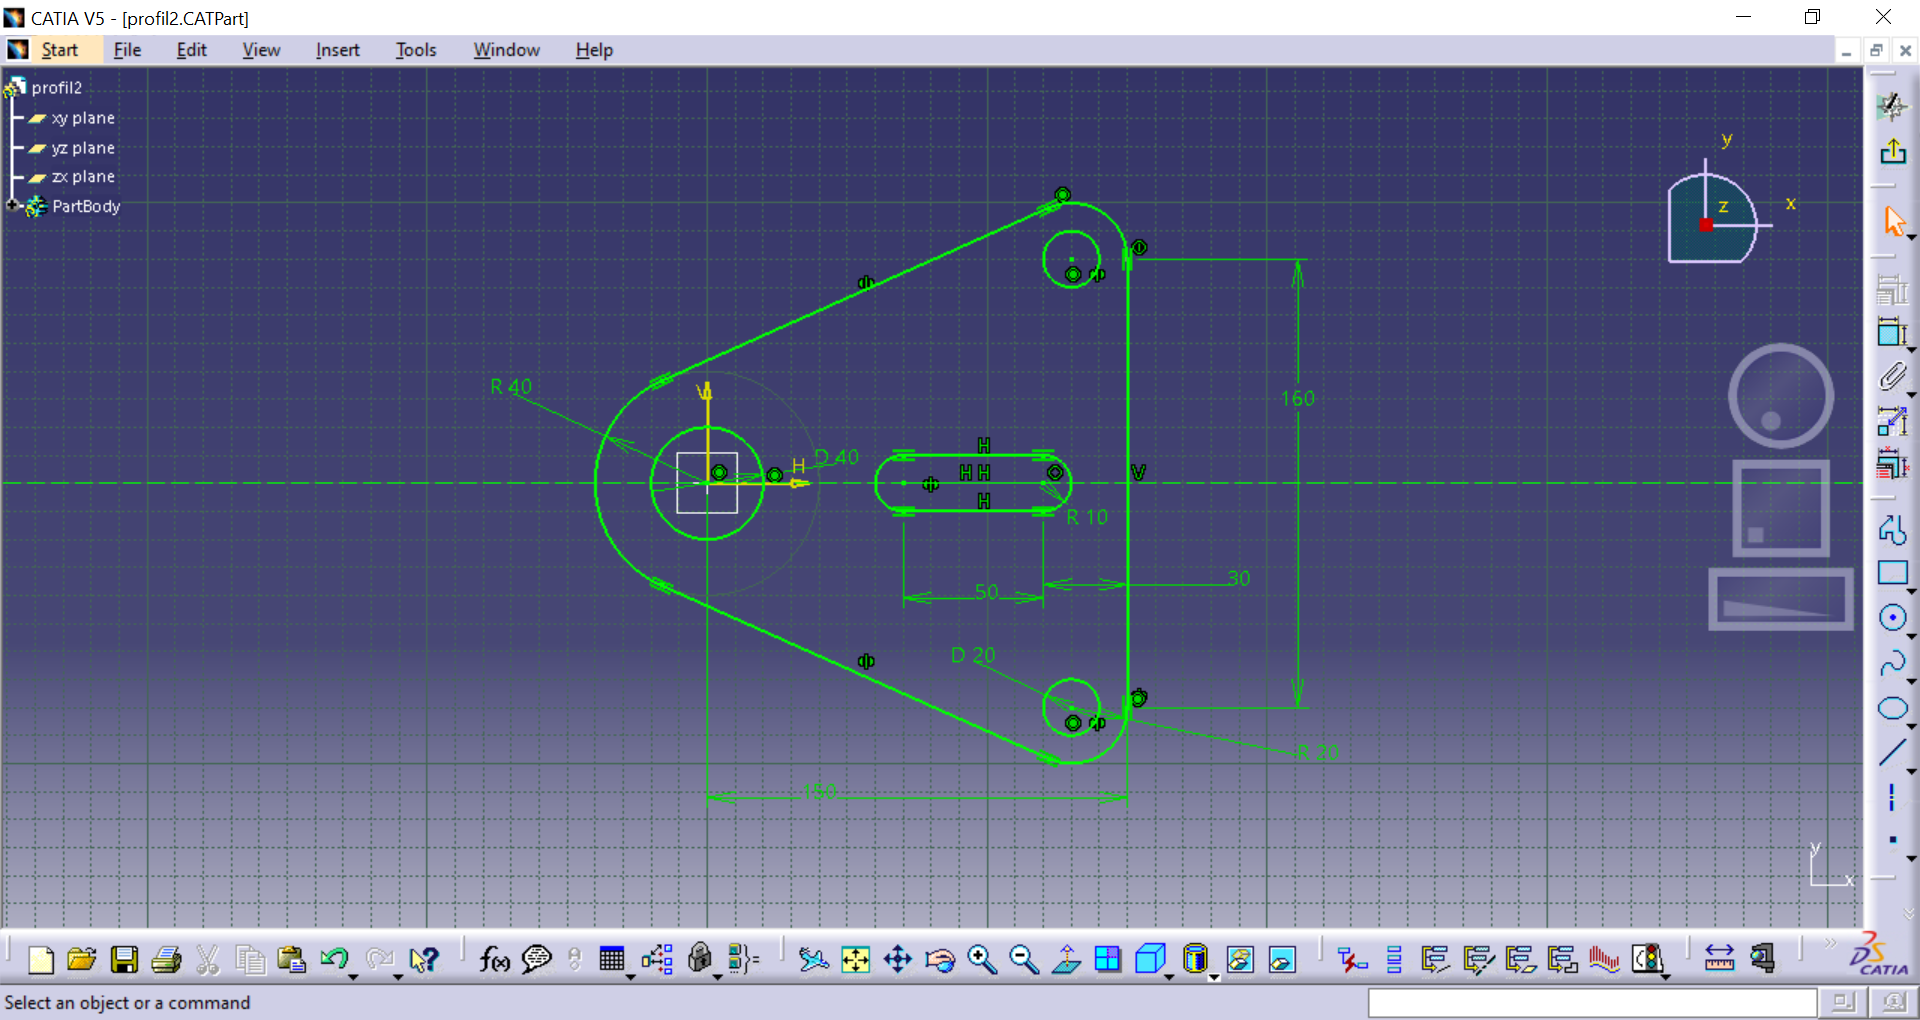 CATIA V5 - [profil2.CATPart]
Start File Edit View Insert Tools Window Help
profil2
xy plane
yz plane
zx plane
PartBody
y
x
z
R 40
V
H
D 40
H
H H
H
V
R 10
160
50
30
D 20
R 20
150
y
x
f(x)
CATIA
Select an object or a command